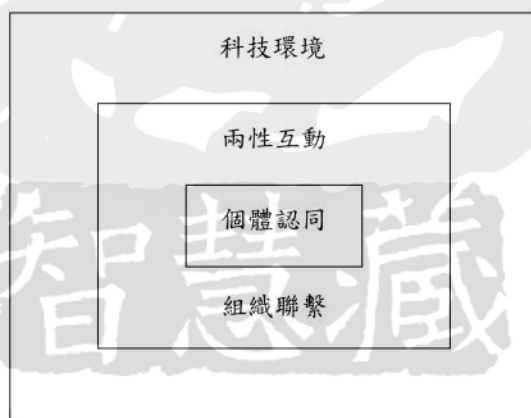 科技環境
兩性互動
個體認同
組織聯繫
智慧藏